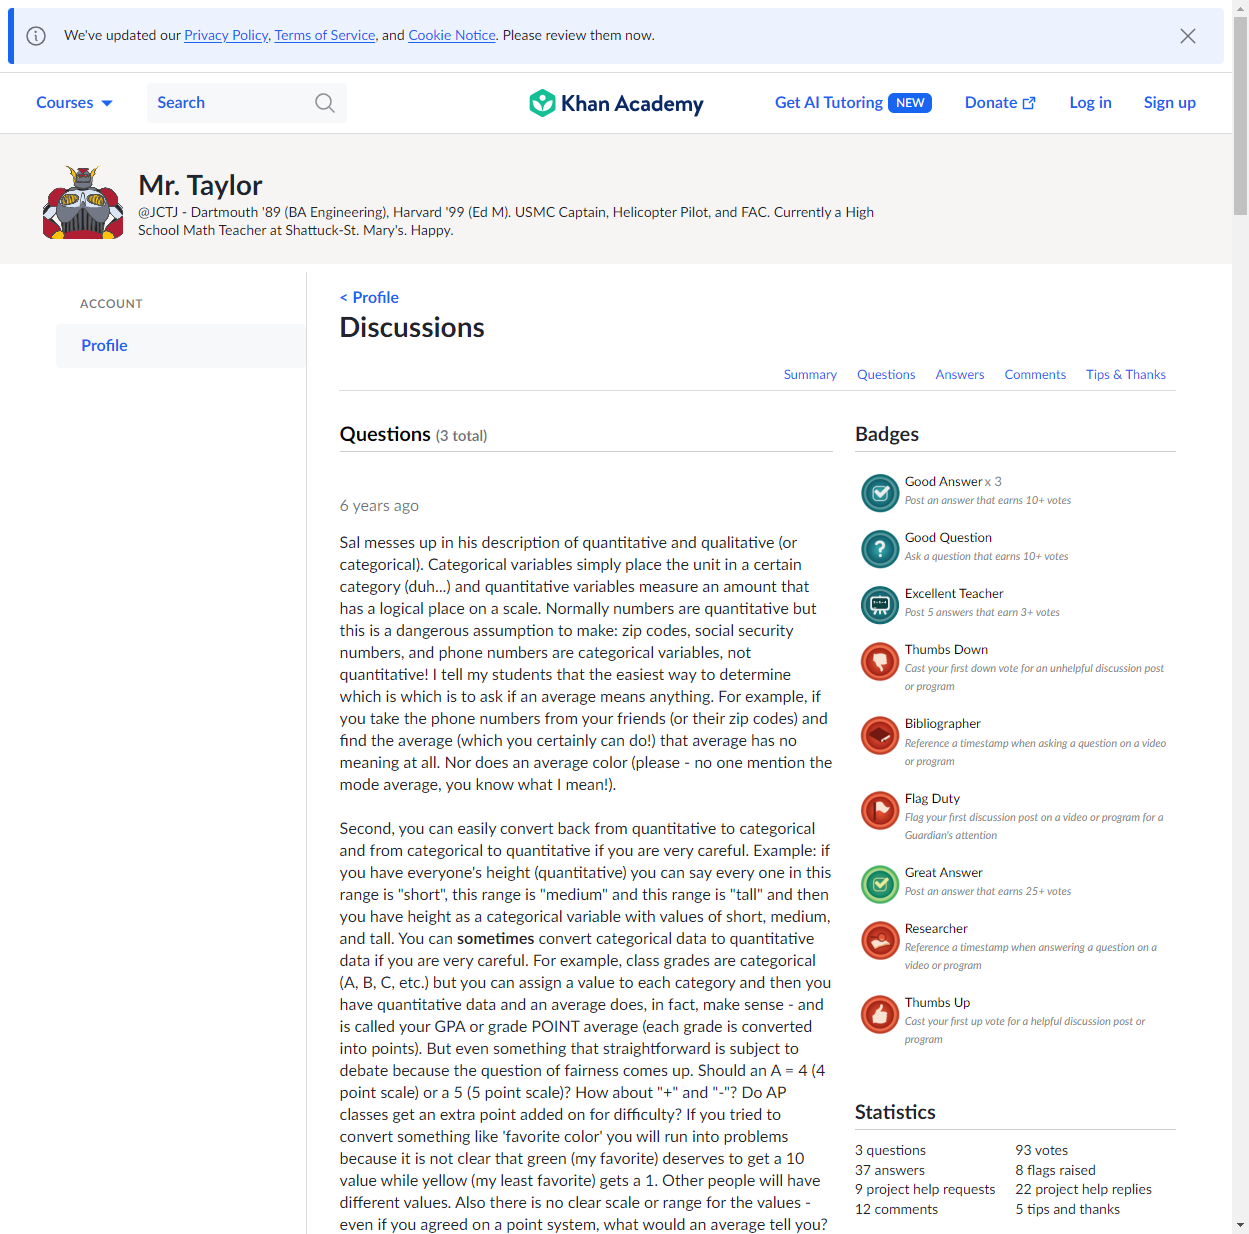 We've updated our Privacy Policy, Terms of Service, and Cookie Notice. Please review them now.
Courses
Search
Khan Academy
Get AI Tutoring NEW
Donate
Log in
Sign up
Mr. Taylor
@JCTJ - Dartmouth '89 (BA Engineering), Harvard '99 (Ed M). USMC Captain, Helicopter Pilot, and FAC. Currently a High
School Math Teacher at Shattuck-St. Mary's. Happy.
ACCOUNT
Profile
< Profile
Discussions
Summary
Questions
Answers
Comments
Tips & Thanks
Questions (3 total)
6 years ago
Sal messes up in his description of quantitative and qualitative (or
categorical). Categorical variables simply place the unit in a certain
category (duh...) and quantitative variables measure an amount that
has a logical place on a scale. Normally numbers are quantitative but
this is a dangerous assumption to make: zip codes, social security
numbers, and phone numbers are categorical variables, not
quantitative! I tell my students that the easiest way to determine
which is which is to ask if an average means anything. For example, if
you take the phone numbers from your friends (or their zip codes) and
find the average (which you certainly can do!) that average has no
meaning at all. Nor does an average color (please - no one mention the
mode average, you know what I mean!).
Second, you can easily convert back from quantitative to categorical
and from categorical to quantitative if you are very careful. Example: if
you have everyone's height (quantitative) you can say every one in this
range is "short", this range is "medium" and this range is "tall" and then
you have height as a categorical variable with values of short, medium,
and tall. You can sometimes convert categorical data to quantitative
data if you are very careful. For example, class grades are categorical
(A, B, C, etc.) but you can assign a value to each category and then you
have quantitative data and an average does, in fact, make sense - and
is called your GPA or grade POINT average (each grade is converted
into points). But even something that straightforward is subject to
debate because the question of fairness comes up. Should an A = 4 (4
point scale) or a 5 (5 point scale)? How about "+" and "-"? Do AP
classes get an extra point added on for difficulty? If you tried to
convert something like 'favorite color' you will run into problems
because it is not clear that green (my favorite) deserves to get a 10
value while yellow (my least favorite) gets a 1. Other people will have
different values. Also there is no clear scale or range for the values -
even if you agreed on a point system, what would an average tell you?
Badges
Good Answer x 3
Post an answer that earns 10+ votes
Good Question
Ask a question that earns 10+ votes
Excellent Teacher
Post 5 answers that earn 3+ votes
Thumbs Down
Cast your first down vote for an unhelpful discussion post
or program
Bibliographer
Reference a timestamp when asking a question on a video
or program
Flag Duty
Flag your first discussion post on a video or program for a
Guardian's attention
Great Answer
Post an answer that earns 25+ votes
Researcher
Reference a timestamp when answering a question on a
video or program
Thumbs Up
Cast your first up vote for a helpful discussion post or
program
Statistics
3 questions
93 votes
37 answers
8 flags raised
9 project help requests
22 project help replies
12 comments
5 tips and thanks